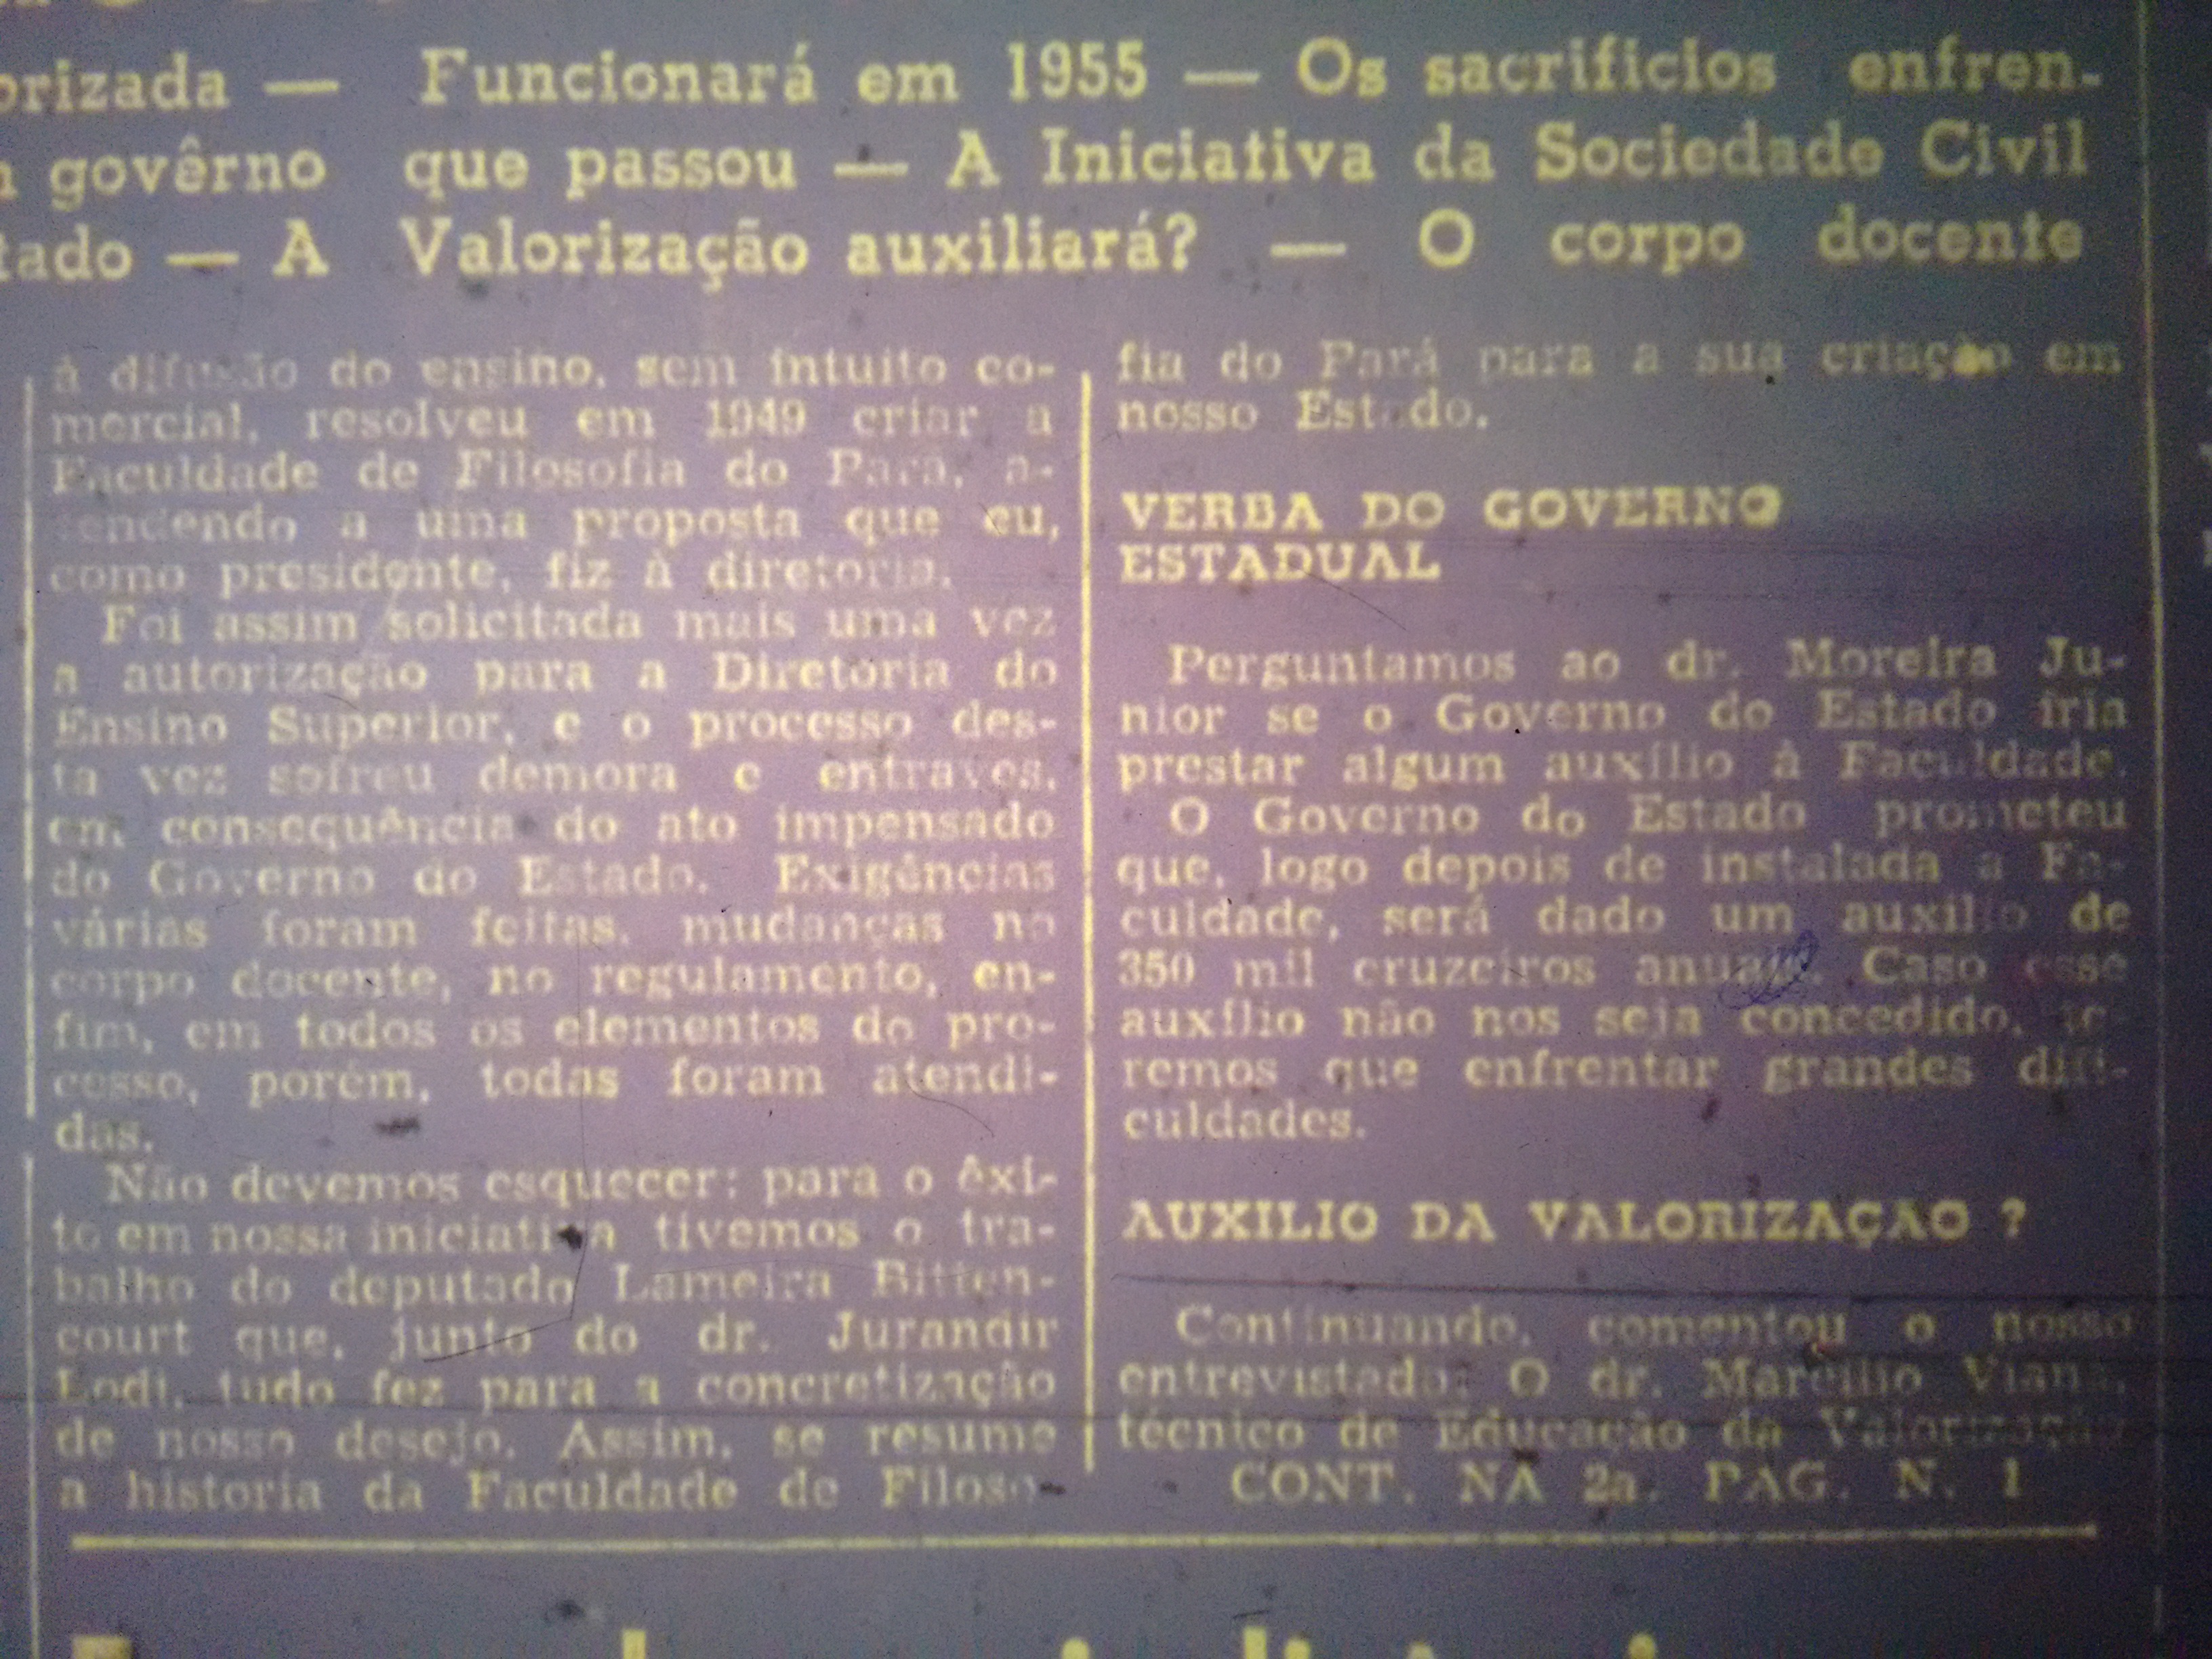 orizada — Funcionará em 1955 — Os sacrificios enfren-
govêrno que passou — A Iniciativa da Sociedade Civil
tado — A Valorização auxiliará? — O corpo docente
à difusão do ensino, sem intuito co-
mercial, resolveu em 1949 criar a
Faculdade de Filosofia do Pará, a-
tendendo a uma proposta que eu,
como presidente, fiz à diretoria.
Foi assim solicitada mais uma vez
a autorização para a Diretoria do
Ensino Superior, e o processo des-
ta vez sofreu demora e entraves,
em consequência do ato impensado
do Governo do Estado. Exigências
várias foram feitas, mudanças no
corpo docente, no regulamento, en-
fim, em todos os elementos do pro-
cesso, porém, todas foram atendi-
das.
Não devemos esquecer: para o êxi-
to em nossa iniciativa tivemos o tra-
balho do deputado Lameira Bitten-
court que, junto do dr. Jurandir
Lodi, tudo fez para a concretização
de nosso desejo. Assim, se resume
a historia da Faculdade de Filoso-
fia do Pará para a sua criação em
nosso Estado.
VERBA DO GOVERNO
ESTADUAL
Perguntamos ao dr. Moreira Ju-
nior se o Governo do Estado iria
prestar algum auxílio à Faculdade.
O Governo do Estado prometeu
que, logo depois de instalada a Fa-
culdade, será dado um auxilio de
350 mil cruzeiros anuais. Caso esse
auxílio não nos seja concedido, te-
remos que enfrentar grandes difi-
culdades.
AUXILIO DA VALORIZAÇAO ?
Continuando, comentou o nosso
entrevistado: O dr. Marcilio Viana,
técnico de Educação da Valorização
CONT. NA 2a. PAG. N. 1